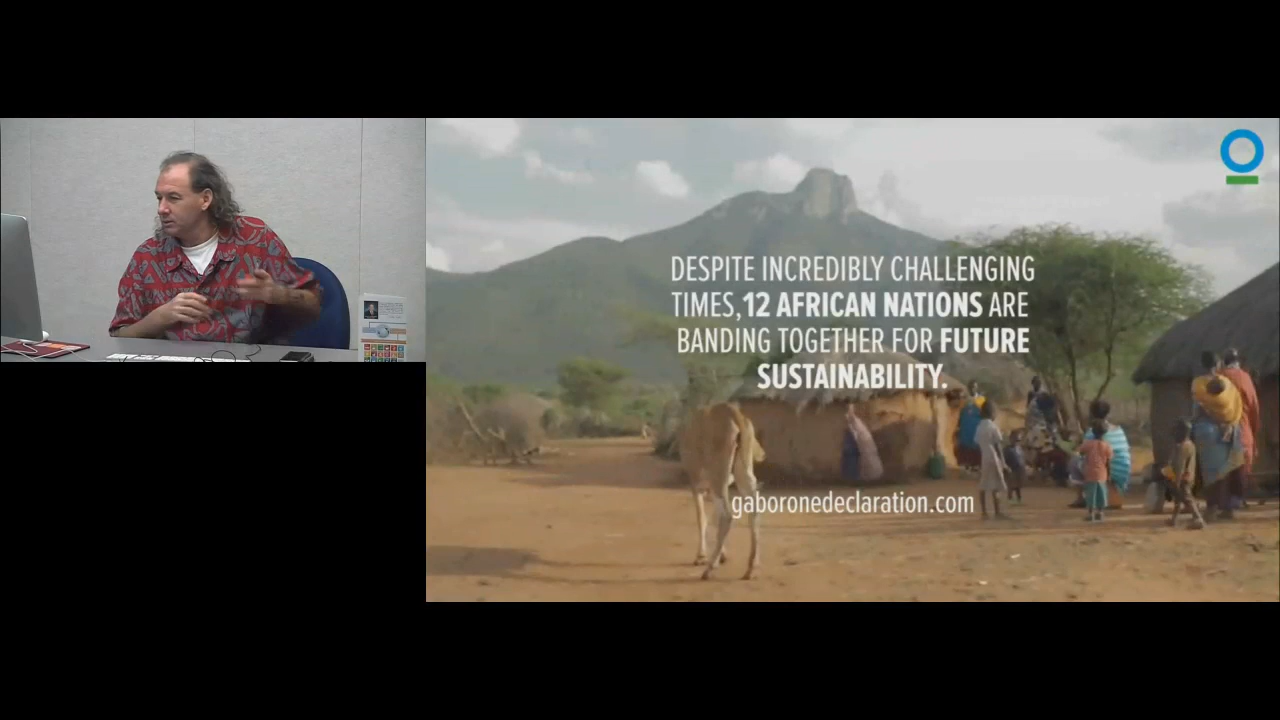 DESPITE INCREDIBLY CHALLENGING
TIMES,12 AFRICAN NATIONS ARE
BANDING TOGETHER FOR FUTURE
SUSTAINABILITY.
gaboronedeclaration.com